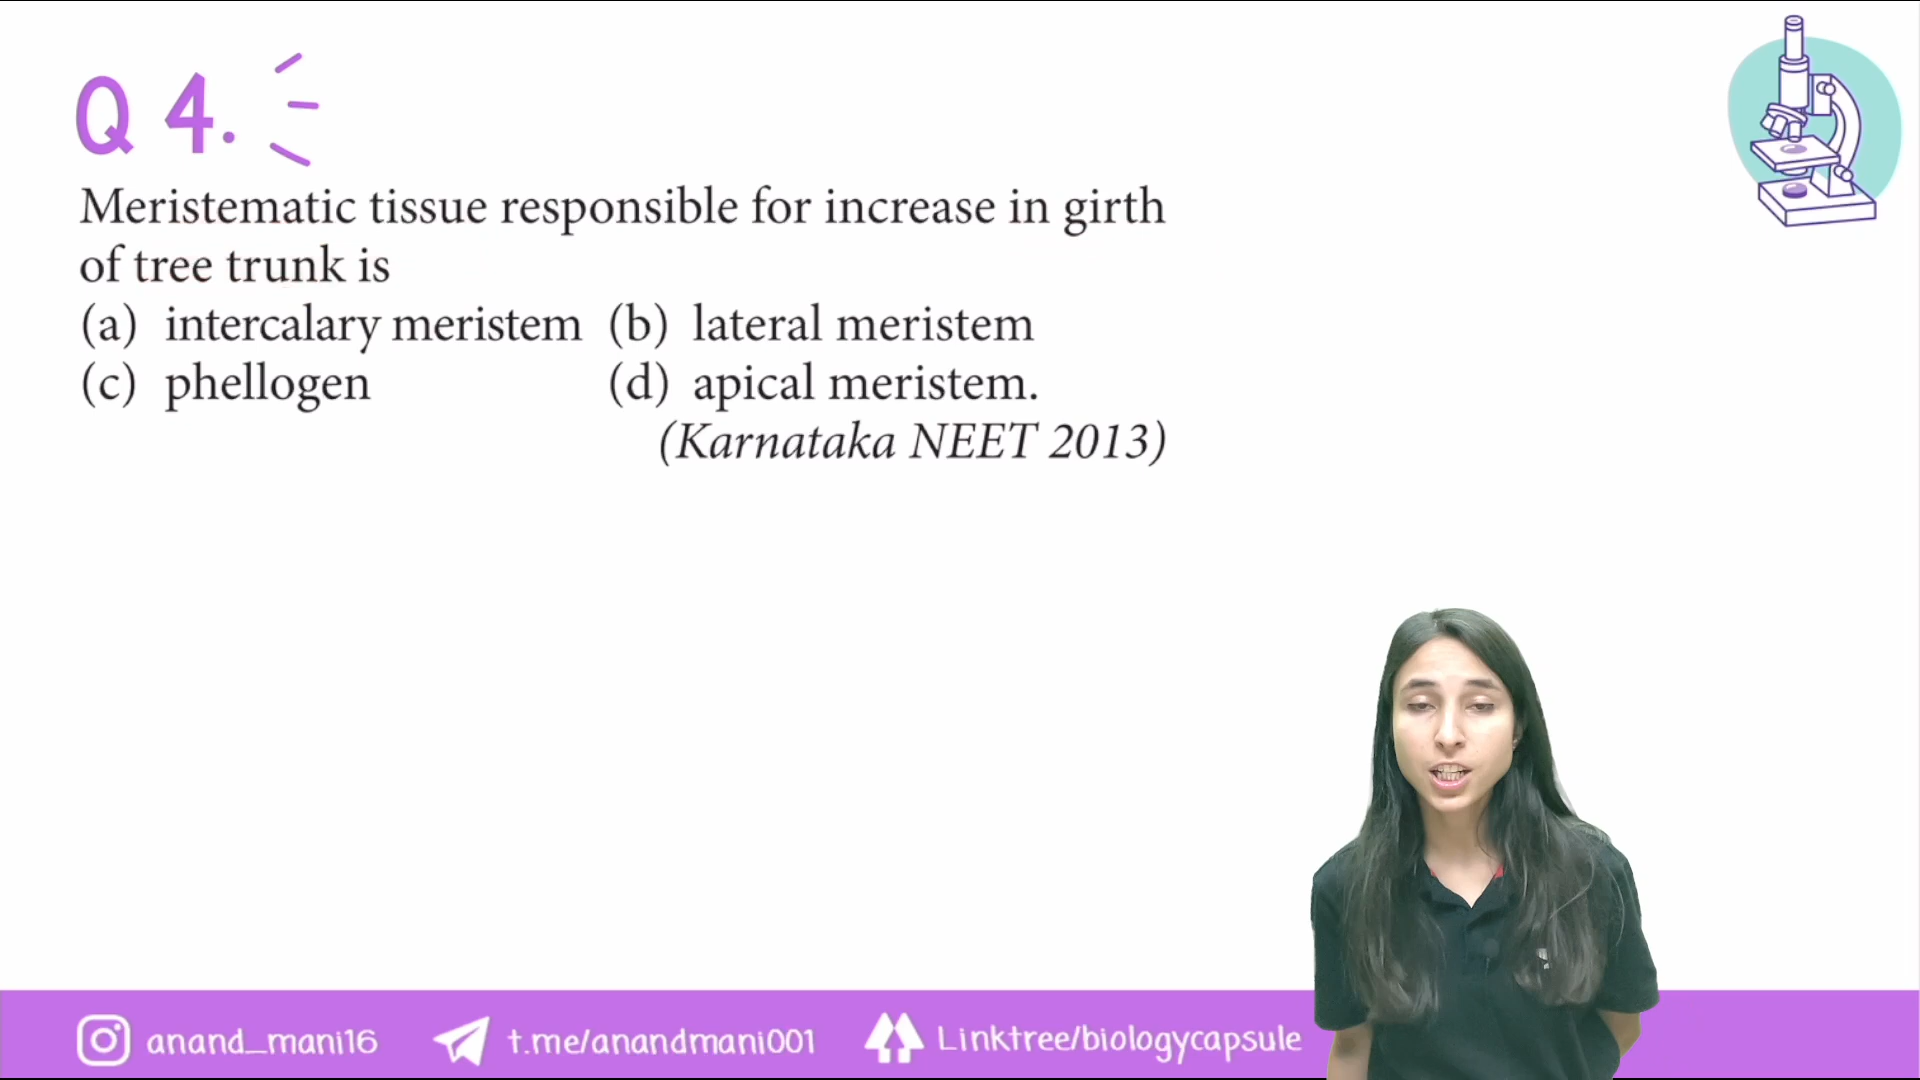 Q 4.
Meristematic tissue responsible for increase in girth
of tree trunk is
(a) intercalary meristem (b) lateral meristem
(c) phellogen (d) apical meristem.
(Karnataka NEET 2013)
anand_mani16 t.me/anandmani001 Linktree/biologycapsule